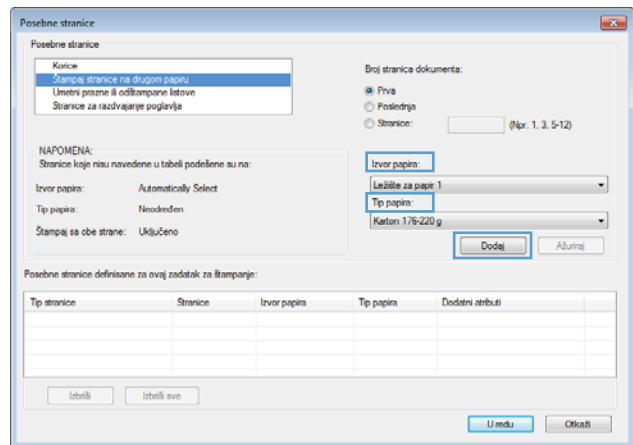 Posebne stranice
Posebne stranice
Korice
Štampaj stranice na drugom papiru
Umetni prazne ili odštampane listove
Stranice za razdvajanje poglavlja
Broj stranica dokumenta:
Prva
Poslednja
Stranice:
(Npr. 1, 3, 5-12)
NAPOMENA:
Stranice koje nisu navedene u tabeli podešene su na:
Izvor papira: Automatically Select
Tip papira: Neodređen
Štampaj sa obe strane: Uključeno
Izvor papira:
Ležište za papir 1
Tip papira:
Karton 176-220 g
Dodaj Ažuriraj
Posebne stranice definisane za ovaj zadatak za štampanje:
Tip stranice Stranice Izvor papira Tip papira Dodatni atributi
Izbriši Izbriši sve
U redu Otkaži